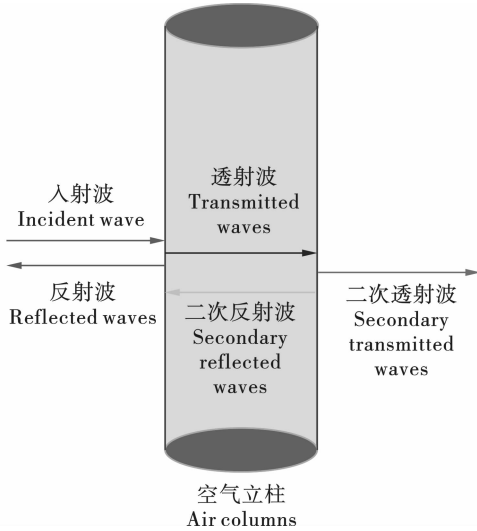 透射波
Transmitted
waves
入射波
Incident wave
反射波
Reflected waves
二次反射波
Secondary
reflected
waves
二次透射波
Secondary
transmitted
waves
空气立柱
Air columns